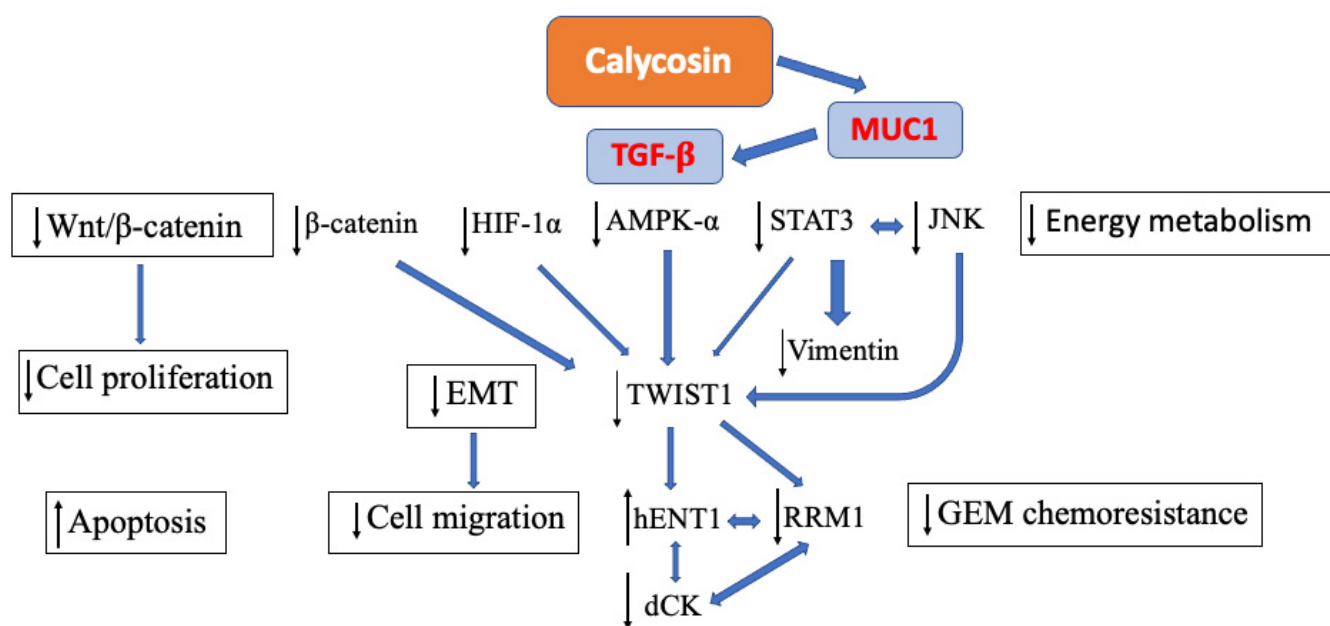 Calycosin
MUC1
TGF-β
↓ Wnt/β-catenin
↓ β-catenin
↓ HIF-1α
↓ AMPK-α
↓ STAT3
↓ JNK
↓ Energy metabolism
↓ Vimentin
↓ Cell proliferation
↓ EMT
↓ TWIST1
↑ Apoptosis
↓ Cell migration
↑ hENT1
↓ RRM1
↓ GEM chemoresistance
↓ dCK